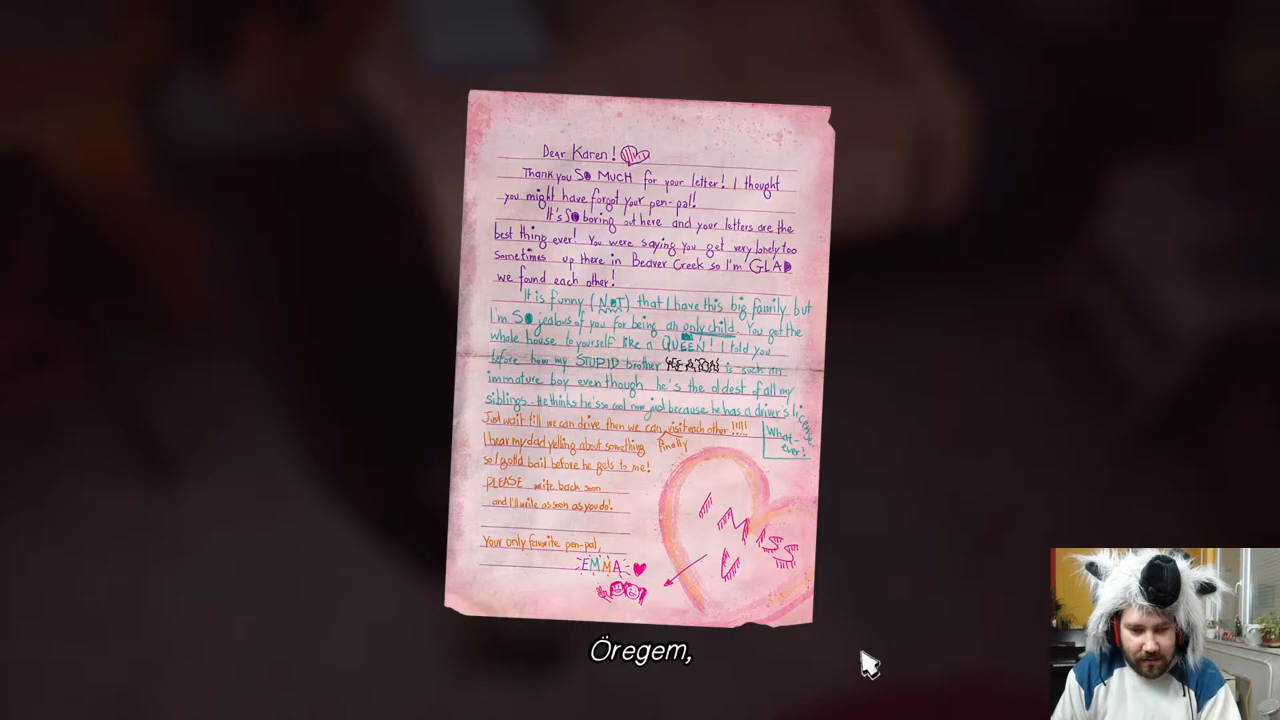 Dear Karen!
Thank you SO MUCH for your letter! I thought
you might have forgot your pen-pal!
It's SO boring out here and your letters are the
best thing ever! You were saying you get very lonely too
sometimes up there in Beaver Creek so I'm GLAD
we found each other!
It is funny (NOT) that I have this big family but
I'm SO jealous of you for being an only child. You get the
whole house to yourself like a QUEEN! I told you
before how my STUPID brother is such an
immature boy even though he's the oldest of all my
siblings. He thinks he's so cool now just because he has a driver's license.
What-
ever!
Just wait till we can drive then we can visit each other!!!!!
Finally
I hear my dad yelling about something
so I gotta bail before he gets to me!
PLEASE write back soon
and I'll write as soon as you do!
Your only favorite pen-pal,
EMMA
Öregem,